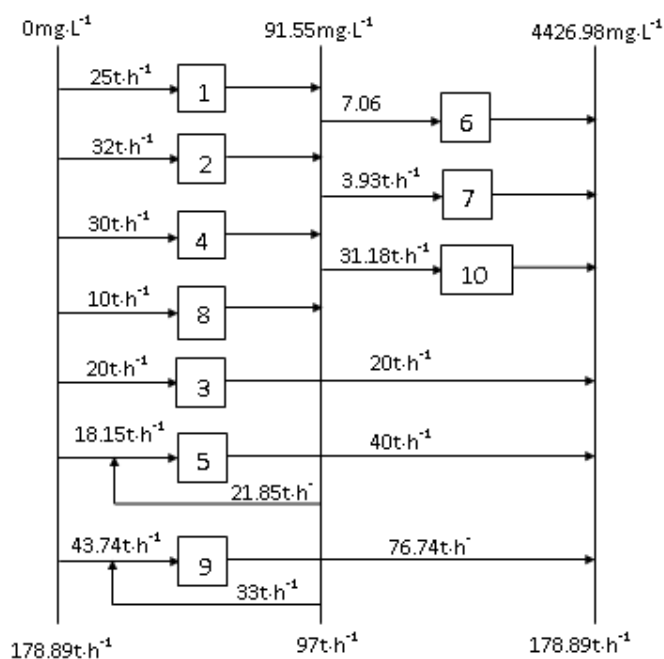 0mg·L⁻¹ 91.55mg·L⁻¹ 4426.98mg·L⁻¹
25t·h⁻¹ 1
7.06 6
32t·h⁻¹ 2
3.93t·h⁻¹ 7
30t·h⁻¹ 4
31.18t·h⁻¹ 10
10t·h⁻¹ 8
20t·h⁻¹ 3 20t·h⁻¹
18.15t·h⁻¹ 5 40t·h⁻¹
21.85t·h⁻
43.74t·h⁻¹ 9 76.74t·h⁻
33t·h⁻¹
178.89t·h⁻¹ 97t·h⁻¹ 178.89t·h⁻¹